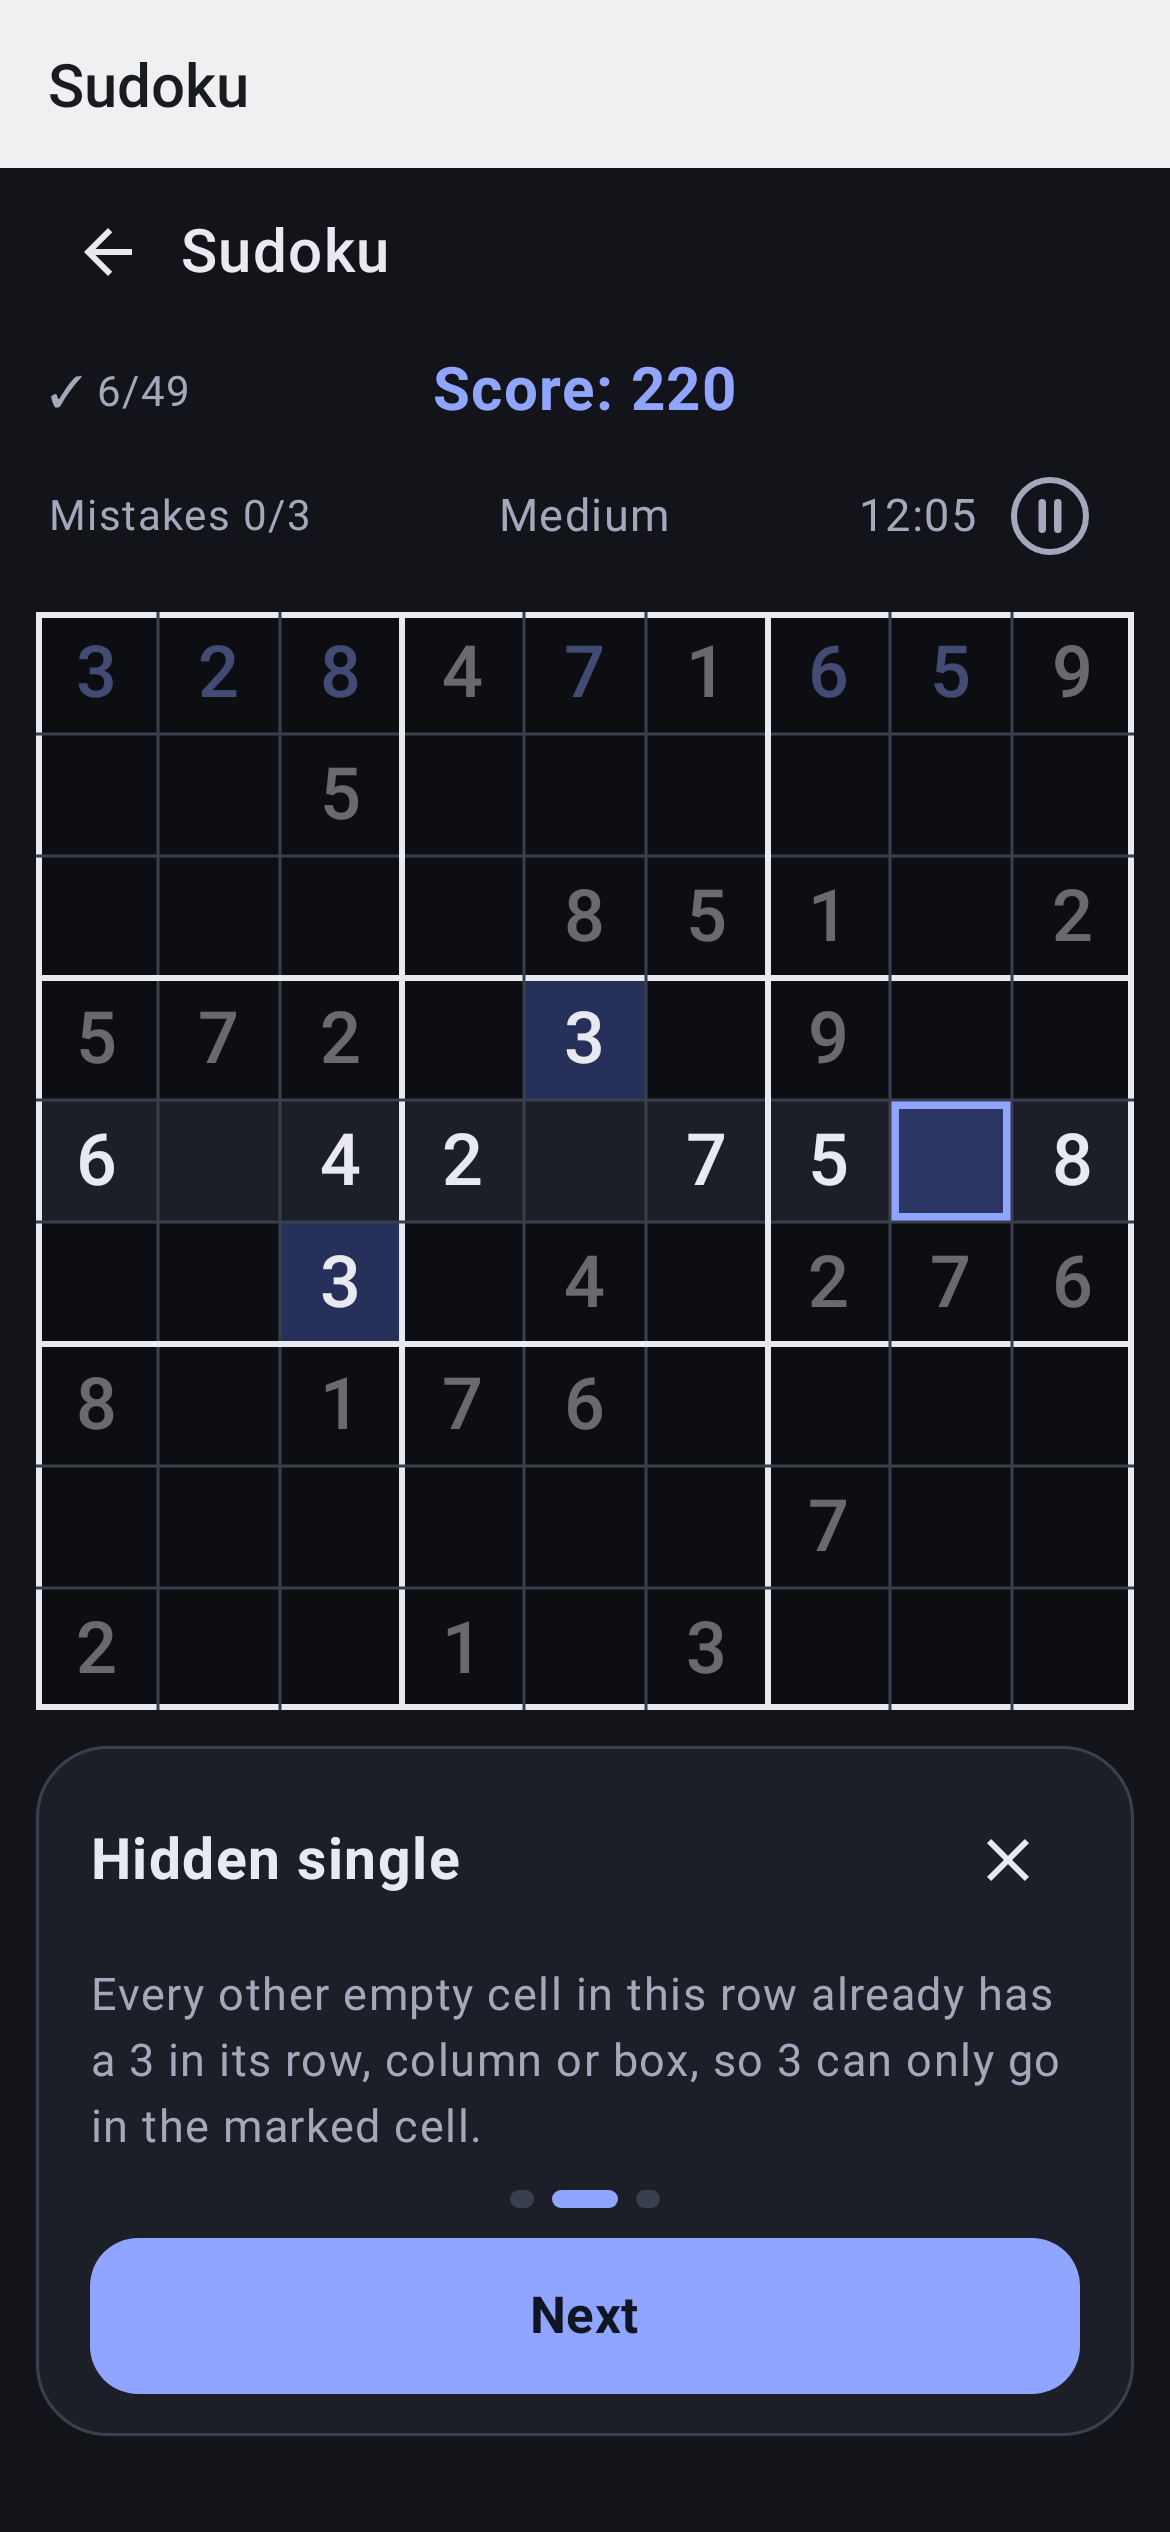 Sudoku
Sudoku
✓ 6/49 Score: 220
Mistakes 0/3 Medium 12:05
3 2 8 4 7 1 6 5 9
5
8 5 1 2
5 7 2 3 9
6 4 2 7 5 8
3 4 2 7 6
8 1 7 6
7
2 1 3
Hidden single
Every other empty cell in this row already has
a 3 in its row, column or box, so 3 can only go
in the marked cell.
Next